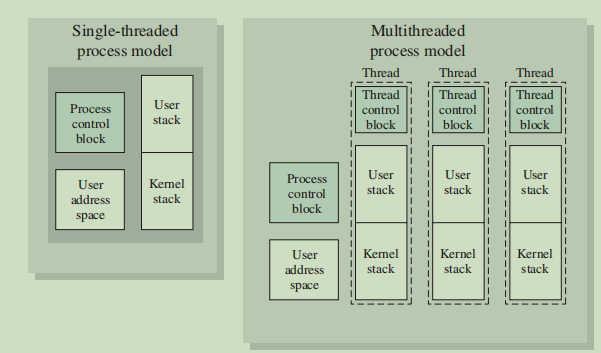 Single-threaded
process model
Process
control
block
User
stack
User
address
space
Kernel
stack
Multithreaded
process model
Thread
Thread
Thread
Thread
control
block
Thread
control
block
Thread
control
block
Process
control
block
User
stack
User
stack
User
stack
User
address
space
Kernel
stack
Kernel
stack
Kernel
stack